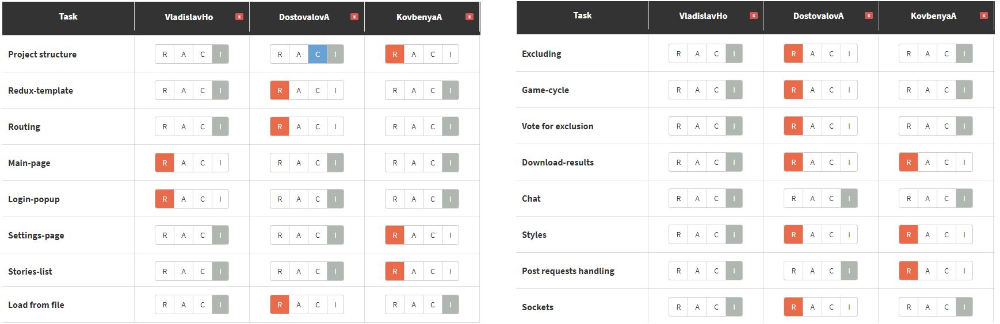 Task VladislavHo x DostovalovA x KovbenyaA x
Project structure R A C I R A C I R A C I
Redux-template R A C I R A C I R A C I
Routing R A C I R A C I R A C I
Main-page R A C I R A C I R A C I
Login-popup R A C I R A C I R A C I
Settings-page R A C I R A C I R A C I
Stories-list R A C I R A C I R A C I
Load from file R A C I R A C I R A C I
Task VladislavHo x DostovalovA x KovbenyaA x
Excluding R A C I R A C I R A C I
Game-cycle R A C I R A C I R A C I
Vote for exclusion R A C I R A C I R A C I
Download-results R A C I R A C I R A C I
Chat R A C I R A C I R A C I
Styles R A C I R A C I R A C I
Post requests handling R A C I R A C I R A C I
Sockets R A C I R A C I R A C I